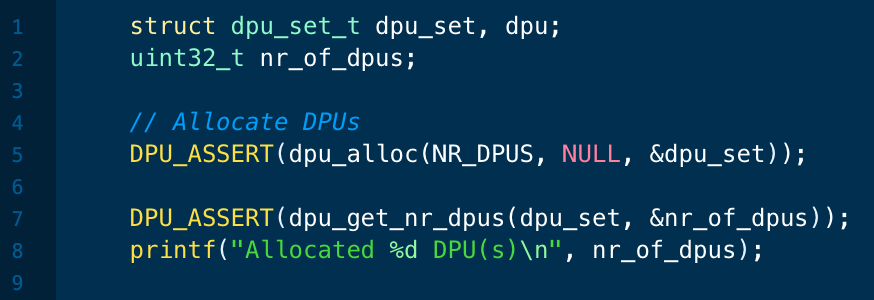 1 struct dpu_set_t dpu_set, dpu;
2 uint32_t nr_of_dpus;
3
4 // Allocate DPUs
5 DPU_ASSERT(dpu_alloc(NR_DPUS, NULL, &dpu_set));
6
7 DPU_ASSERT(dpu_get_nr_dpus(dpu_set, &nr_of_dpus));
8 printf("Allocated %d DPU(s)\n", nr_of_dpus);
9